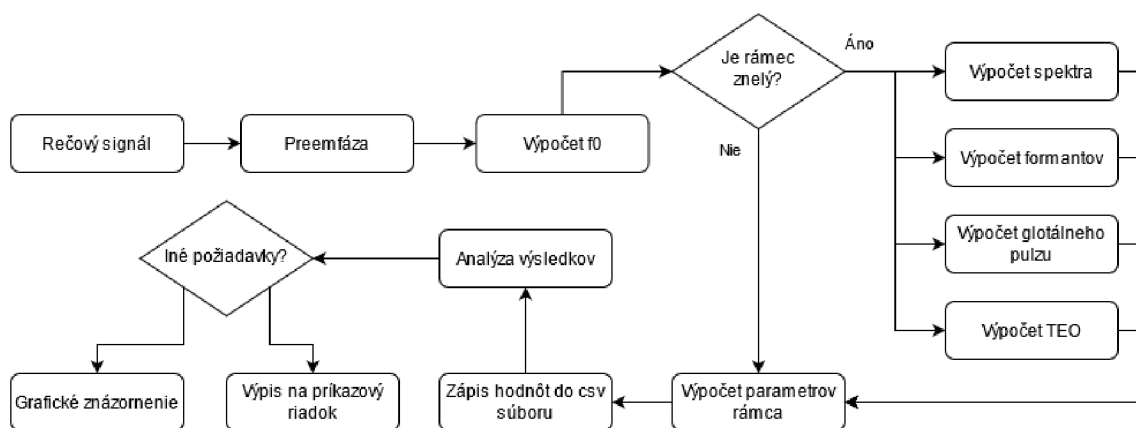 Rečový signál
Preemfáza
Výpočet f0
Je rámec
znelý?
Áno
Nie
Výpočet spektra
Výpočet formantov
Výpočet glotálneho
pulzu
Výpočet TEO
Výpočet parametrov
rámca
Zápis hodnôt do csv
súboru
Analýza výsledkov
Iné požiadavky?
Grafické znázornenie
Výpis na príkazový
riadok